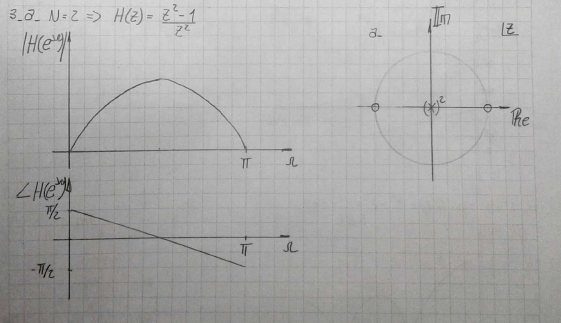 3_a_ N=2 => H(z) = z²-1 / z²
|H(e^jΩ)|
π Ω
∠H(e^jΩ)
π/2
π Ω
-π/2
a_ Im z
( )² Re